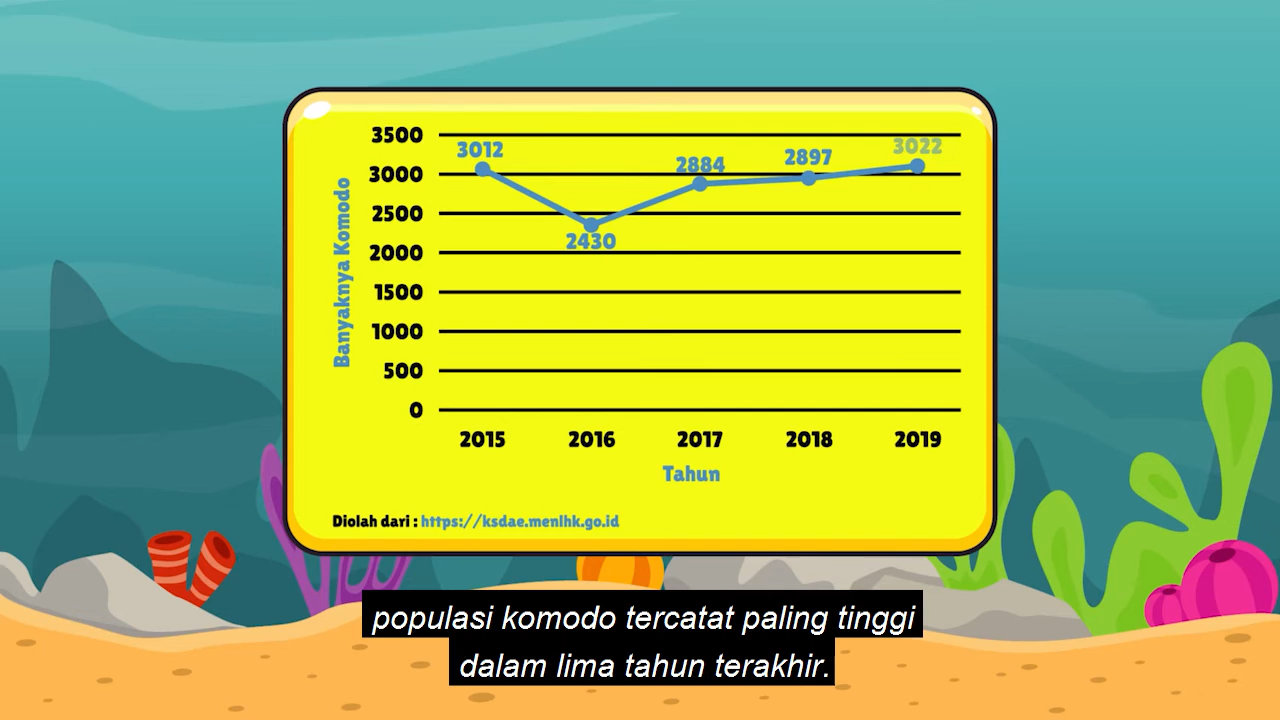 3500
3000
2500
2000
1500
1000
500
0
Banyaknya Komodo
3012
2430
2884
2897
3022
2015 2016 2017 2018 2019
Tahun
Diolah dari : https://ksdae.menlhk.go.id
populasi komodo tercatat paling tinggi
dalam lima tahun terakhir.